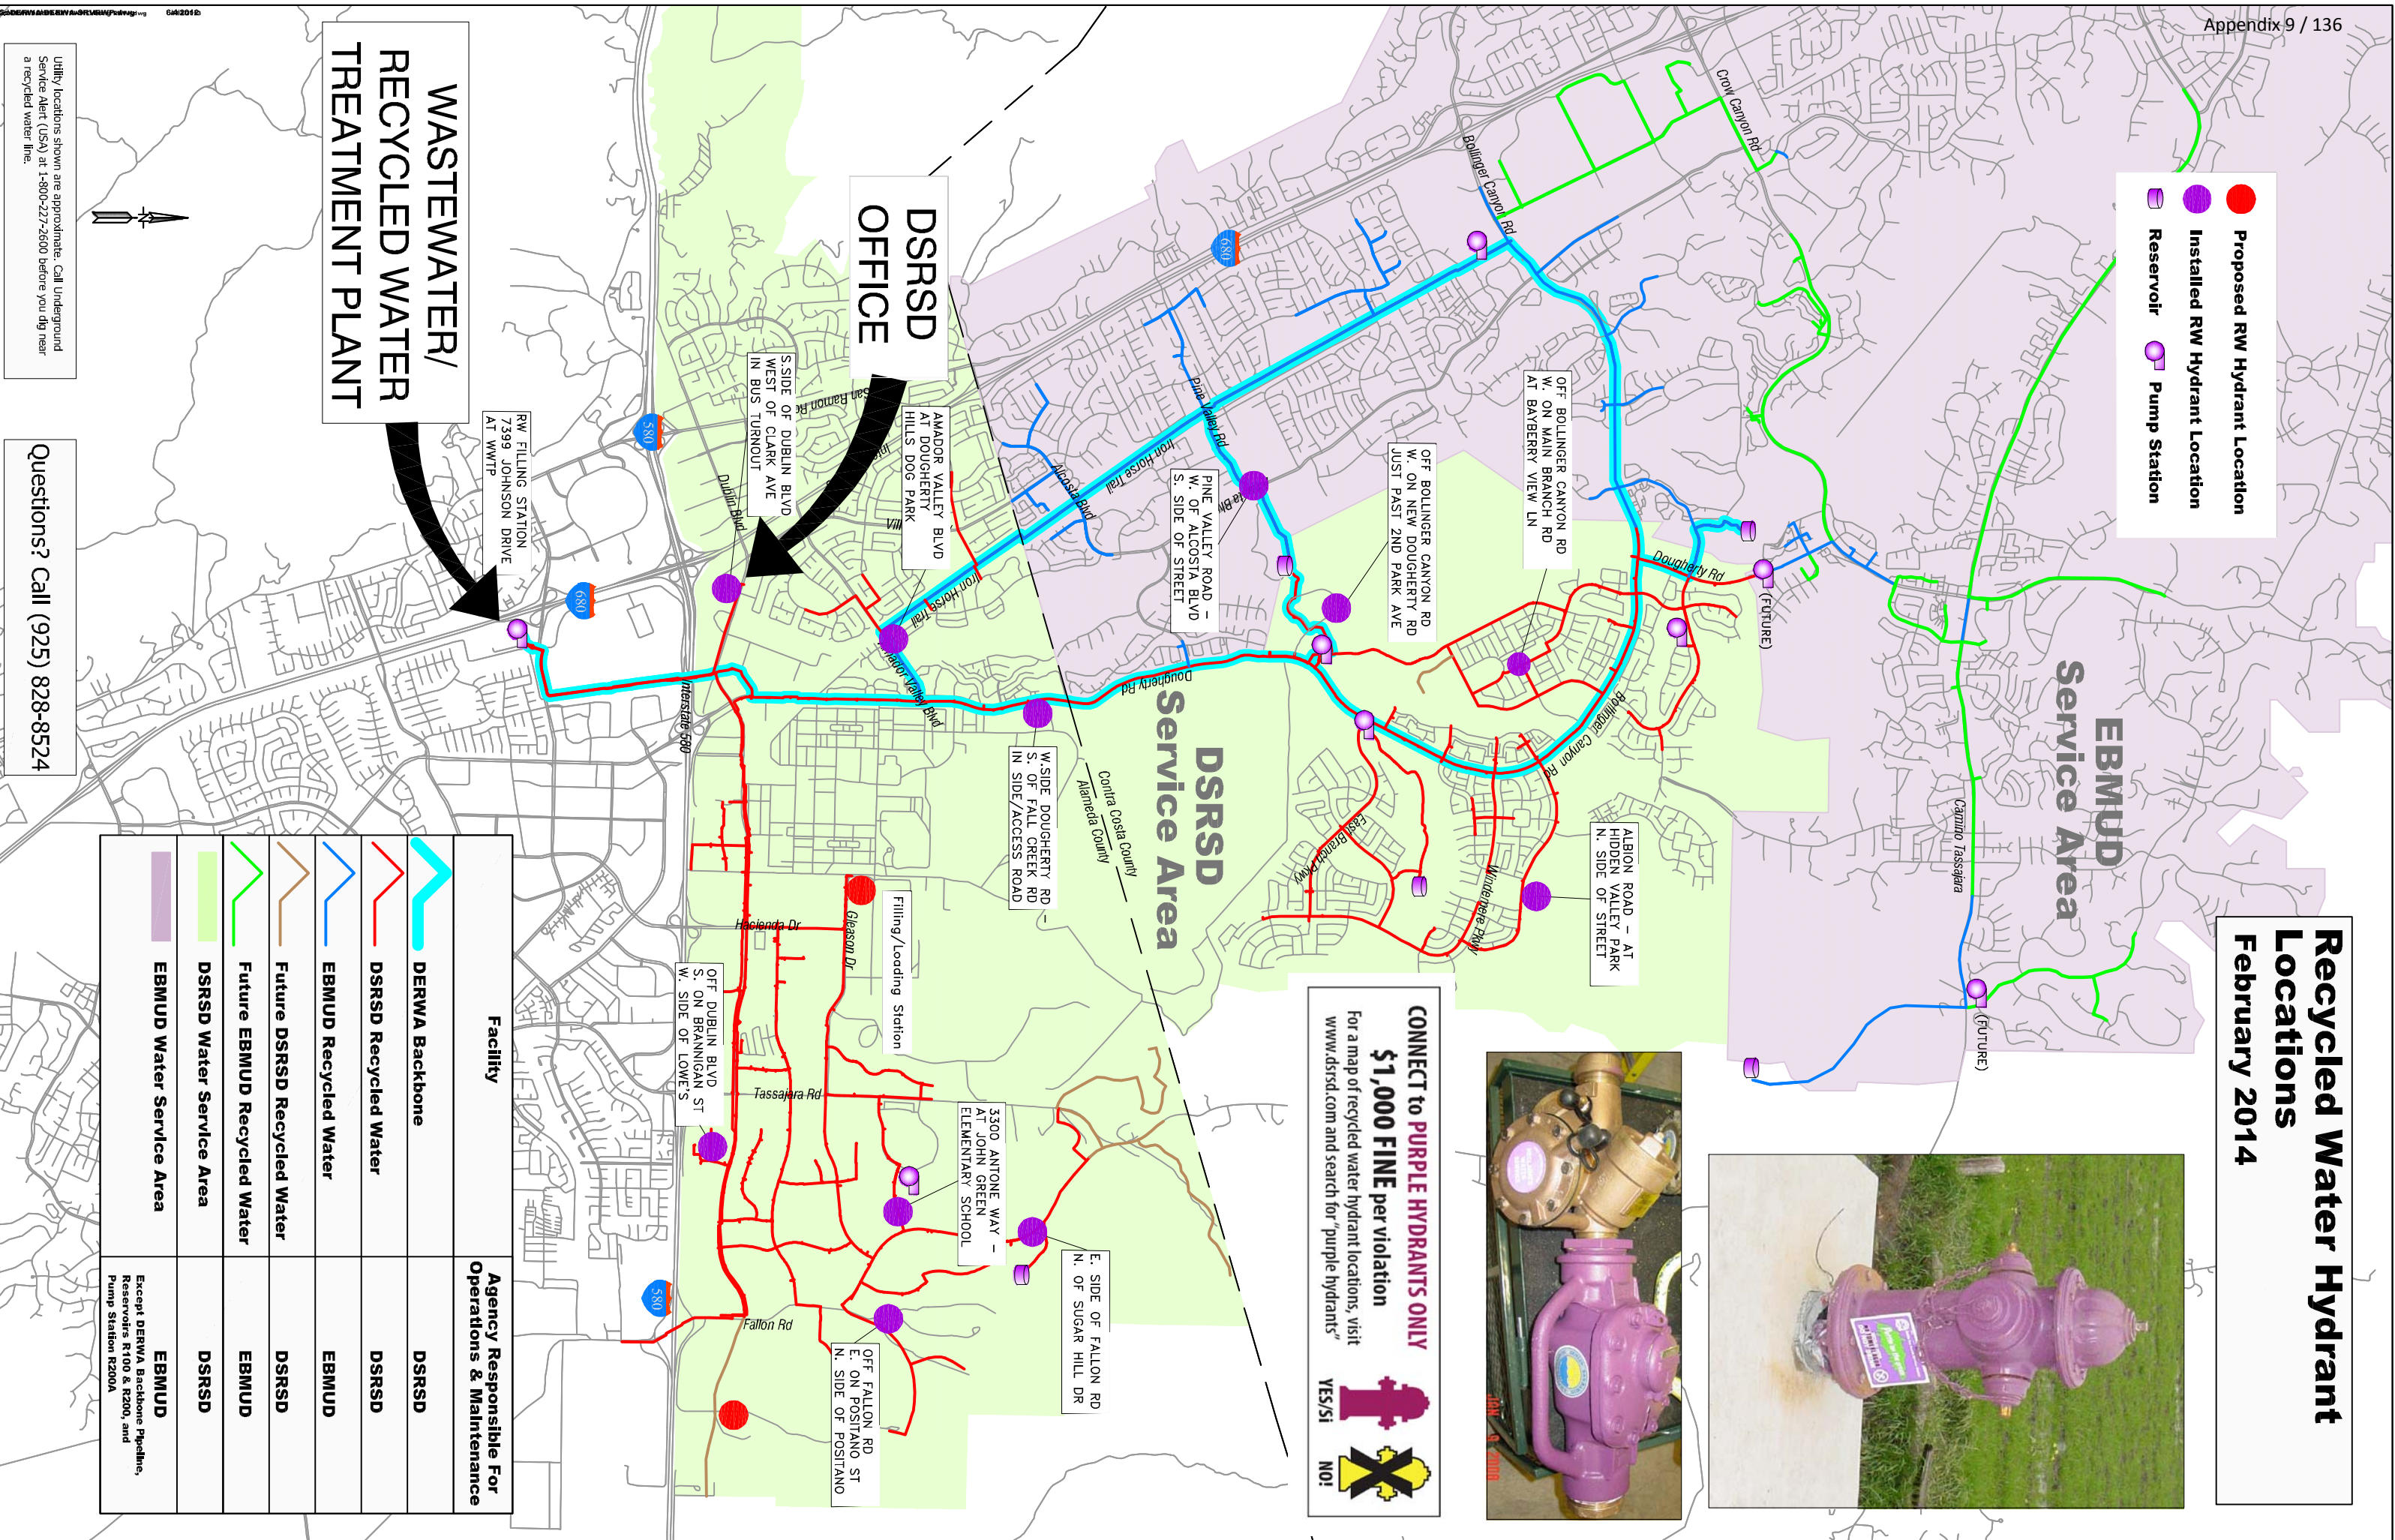 Appendix 9 / 136
Recycled Water Hydrant
Locations
February 2014
Proposed RW Hydrant Location
Installed RW Hydrant Location
Reservoir
Pump Station
EBMUD
Service Area
DSRSD
Service Area
Crow Canyon Rd
Bollinger Canyon Rd
680
Iron Horse Trail
Pine Valley Rd
Alcosta Blvd
Dougherty Rd
(FUTURE)
Camino Tassajara
(FUTURE)
Bollinger Canyon Rd
East Branch Pkwy
Windemere Pkwy
Dougherty Rd
Contra Costa County
Alameda County
OFF BOLLINGER CANYON RD
W. ON MAIN BRANCH RD
AT BAYBERRY VIEW LN
OFF BOLLINGER CANYON RD
W. ON NEW DOUGHERTY RD
JUST PAST 2ND PARK AVE
PINE VALLEY ROAD –
W. OF ALCOSTA BLVD
S. SIDE OF STREET
ALBION ROAD – AT
HIDDEN VALLEY PARK
N. SIDE OF STREET
W.SIDE DOUGHERTY RD –
S. OF FALL CREEK RD
IN SIDE/ACCESS ROAD
DSRSD
OFFICE
AMADOR VALLEY BLVD
AT DOUGHERTY
HILLS DOG PARK
S.SIDE OF DUBLIN BLVD
WEST OF CLARK AVE
IN BUS TURNOUT
San Ramon
Dublin Blvd
Iron Horse Trail
Amador Valley Blvd
Interstate 580
580
680
WASTEWATER/
RECYCLED WATER
TREATMENT PLANT
RW FILLING STATION
7399 JOHNSON DRIVE
AT WWTP
Filling/Loading Station
Gleason Dr
Hacienda Dr
Tassajara Rd
Fallon Rd
580
OFF DUBLIN BLVD
S. ON BRANNIGAN ST
W. SIDE OF LOWE'S
3300 ANTONE WAY –
AT JOHN GREEN
ELEMENTARY SCHOOL
E. SIDE OF FALLON RD
N. OF SUGAR HILL DR
OFF FALLON RD
E. ON POSITANO ST
N. SIDE OF POSITANO
CONNECT to PURPLE HYDRANTS ONLY
$1,000 FINE per violation
For a map of recycled water hydrant locations, visit
www.dsrsd.com and search for "purple hydrants"
YES/Si
NO!
Facility
Agency Responsible For
Operations & Maintenance
DERWA Backbone
DSRSD
DSRSD Recycled Water
DSRSD
EBMUD Recycled Water
EBMUD
Future DSRSD Recycled Water
DSRSD
Future EBMUD Recycled Water
EBMUD
DSRSD Water Service Area
DSRSD
EBMUD Water Service Area
EBMUD
Except DERWA Backbone Pipeline,
Reservoirs R100 & R200, and
Pump Station R200A
N
Utility locations shown are approximate. Call Underground
Service Alert (USA) at 1-800-227-2600 before you dig near
a recycled water line.
Questions? Call (925) 828-8524